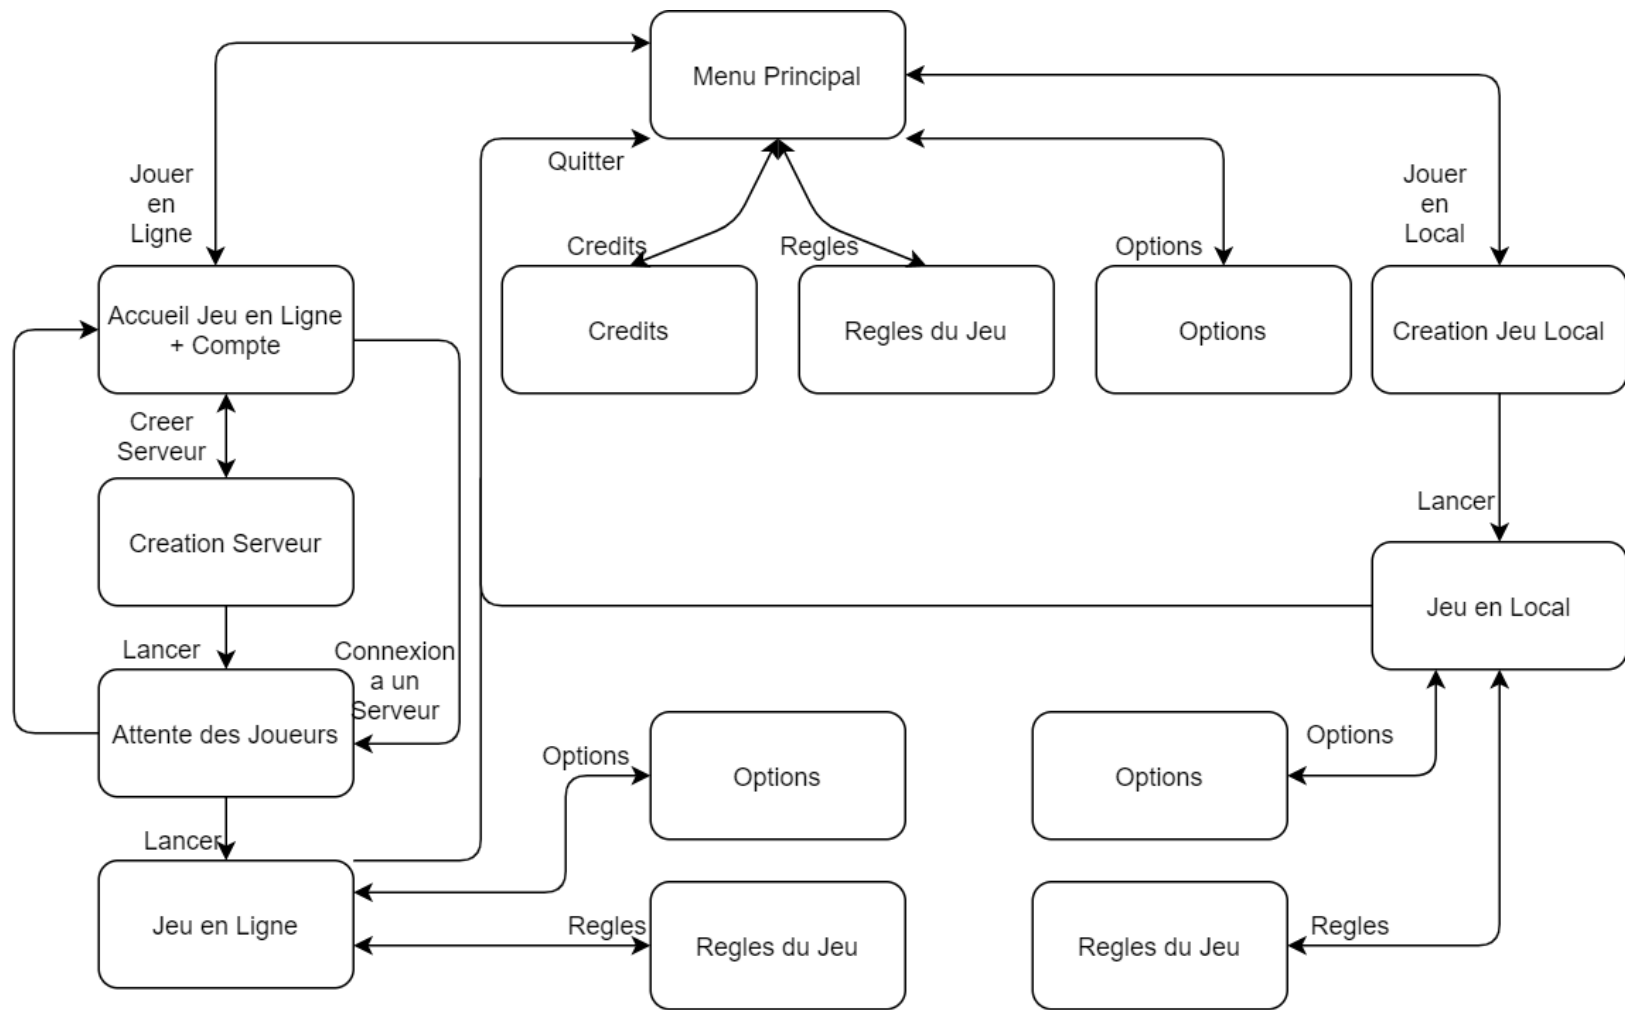 Menu Principal
Quitter
Jouer
en
Ligne
Jouer
en
Local
Credits
Regles
Options
Accueil Jeu en Ligne
+ Compte
Credits
Regles du Jeu
Options
Creation Jeu Local
Creer
Serveur
Lancer
Creation Serveur
Jeu en Local
Lancer
Connexion
a un
Serveur
Attente des Joueurs
Options
Options
Options
Options
Lancer
Jeu en Ligne
Regles
Regles du Jeu
Regles du Jeu
Regles